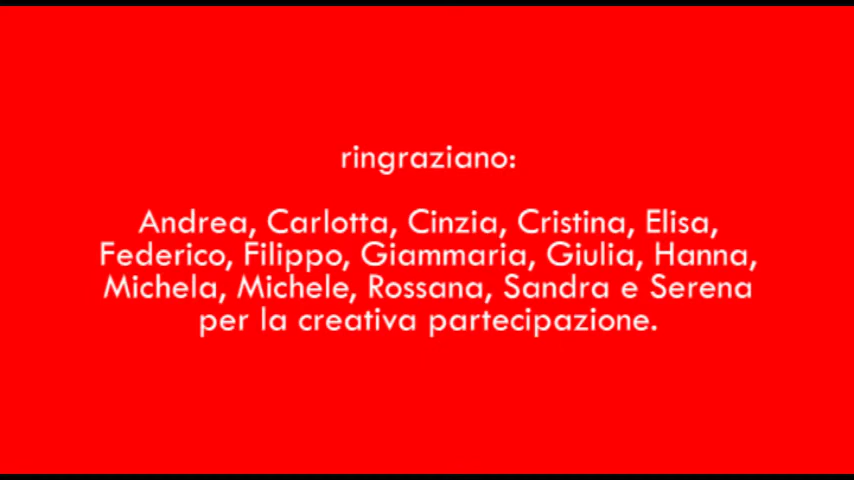 ringraziano:
Andrea, Carlotta, Cinzia, Cristina, Elisa,
Federico, Filippo, Giammaria, Giulia, Hanna,
Michela, Michele, Rossana, Sandra e Serena
per la creativa partecipazione.